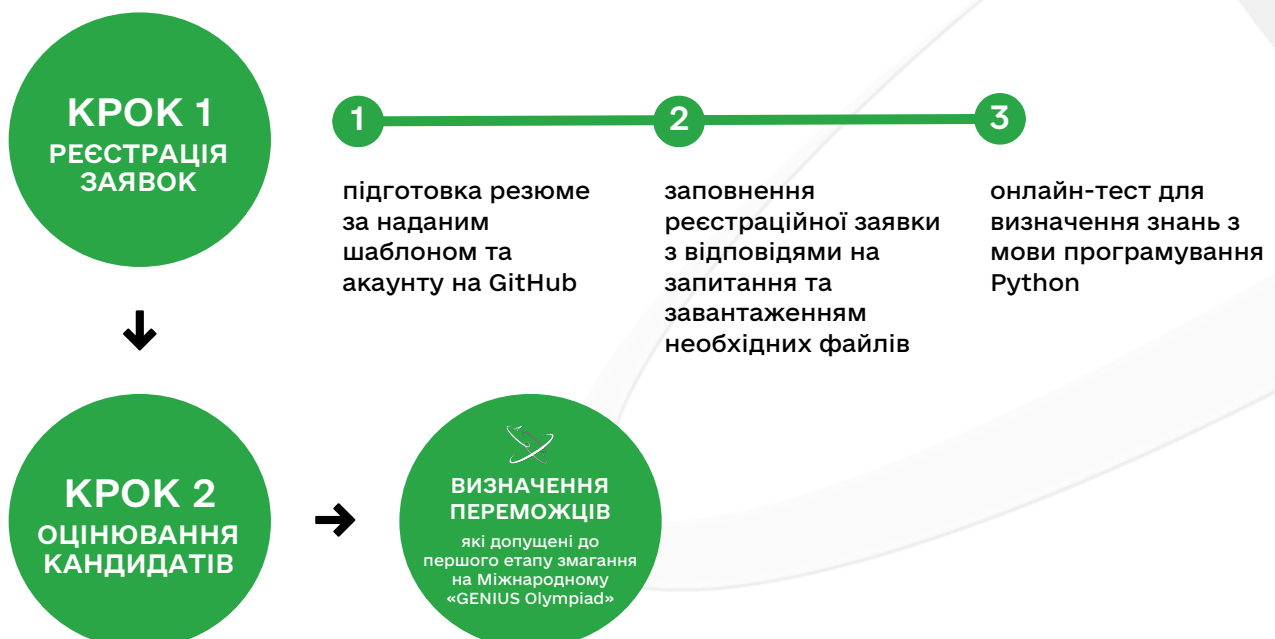 КРОК 1
РЕЄСТРАЦІЯ
ЗАЯВОК
1
2
3
підготовка резюме
за наданим
шаблоном та
акаунту на GitHub
заповнення
реєстраційної заявки
з відповідями на
запитання та
завантаженням
необхідних файлів
онлайн-тест для
визначення знань з
мови програмування
Python
КРОК 2
ОЦІНЮВАННЯ
КАНДИДАТІВ
ВИЗНАЧЕННЯ
ПЕРЕМОЖЦІВ
які допущені до
першого етапу змагання
на Міжнародному
«GENIUS Olympiad»